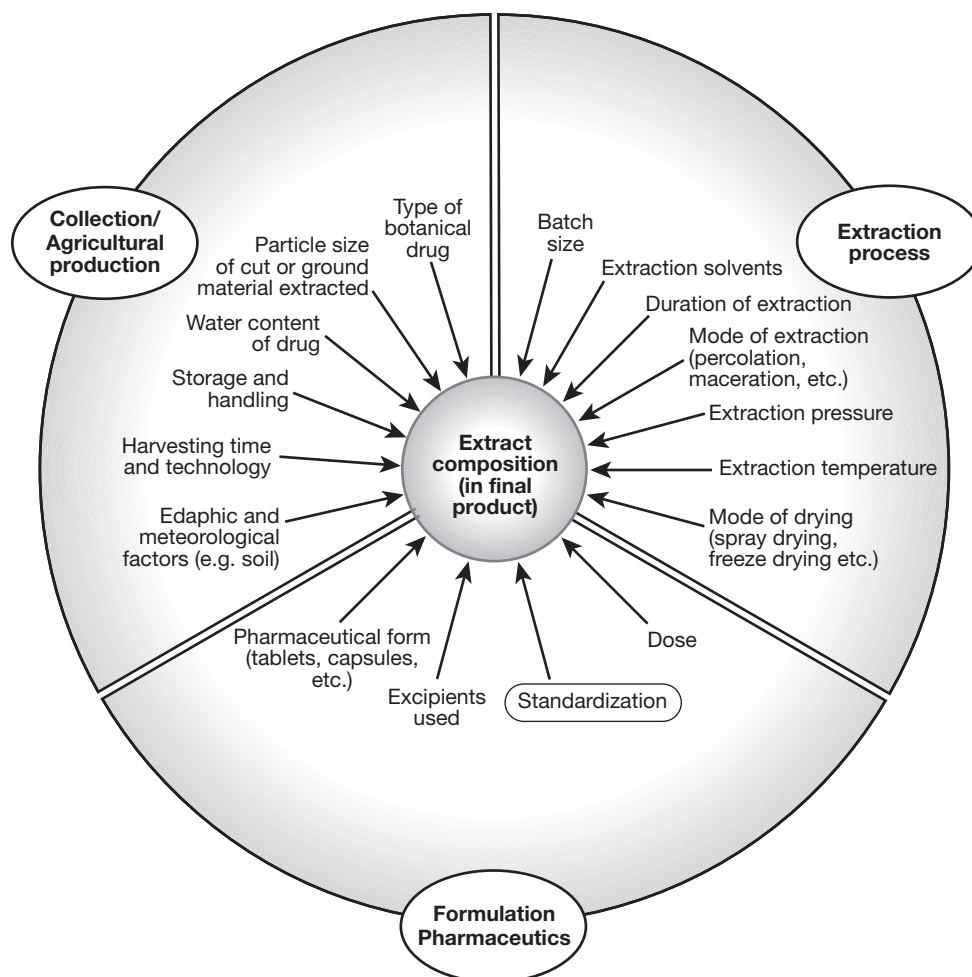 Collection/
Agricultural
production
Type of
botanical
drug
Particle size
of cut or ground
material extracted
Water content
of drug
Storage and
handling
Harvesting time
and technology
Edaphic and
meteorological
factors (e.g. soil)
Extraction
process
Batch
size
Extraction solvents
Duration of extraction
Mode of extraction
(percolation,
maceration, etc.)
Extraction pressure
Extraction temperature
Mode of drying
(spray drying,
freeze drying etc.)
Extract
composition
(in final
product)
Pharmaceutical form
(tablets, capsules,
etc.)
Excipients
used
Standardization
Dose
Formulation
Pharmaceutics